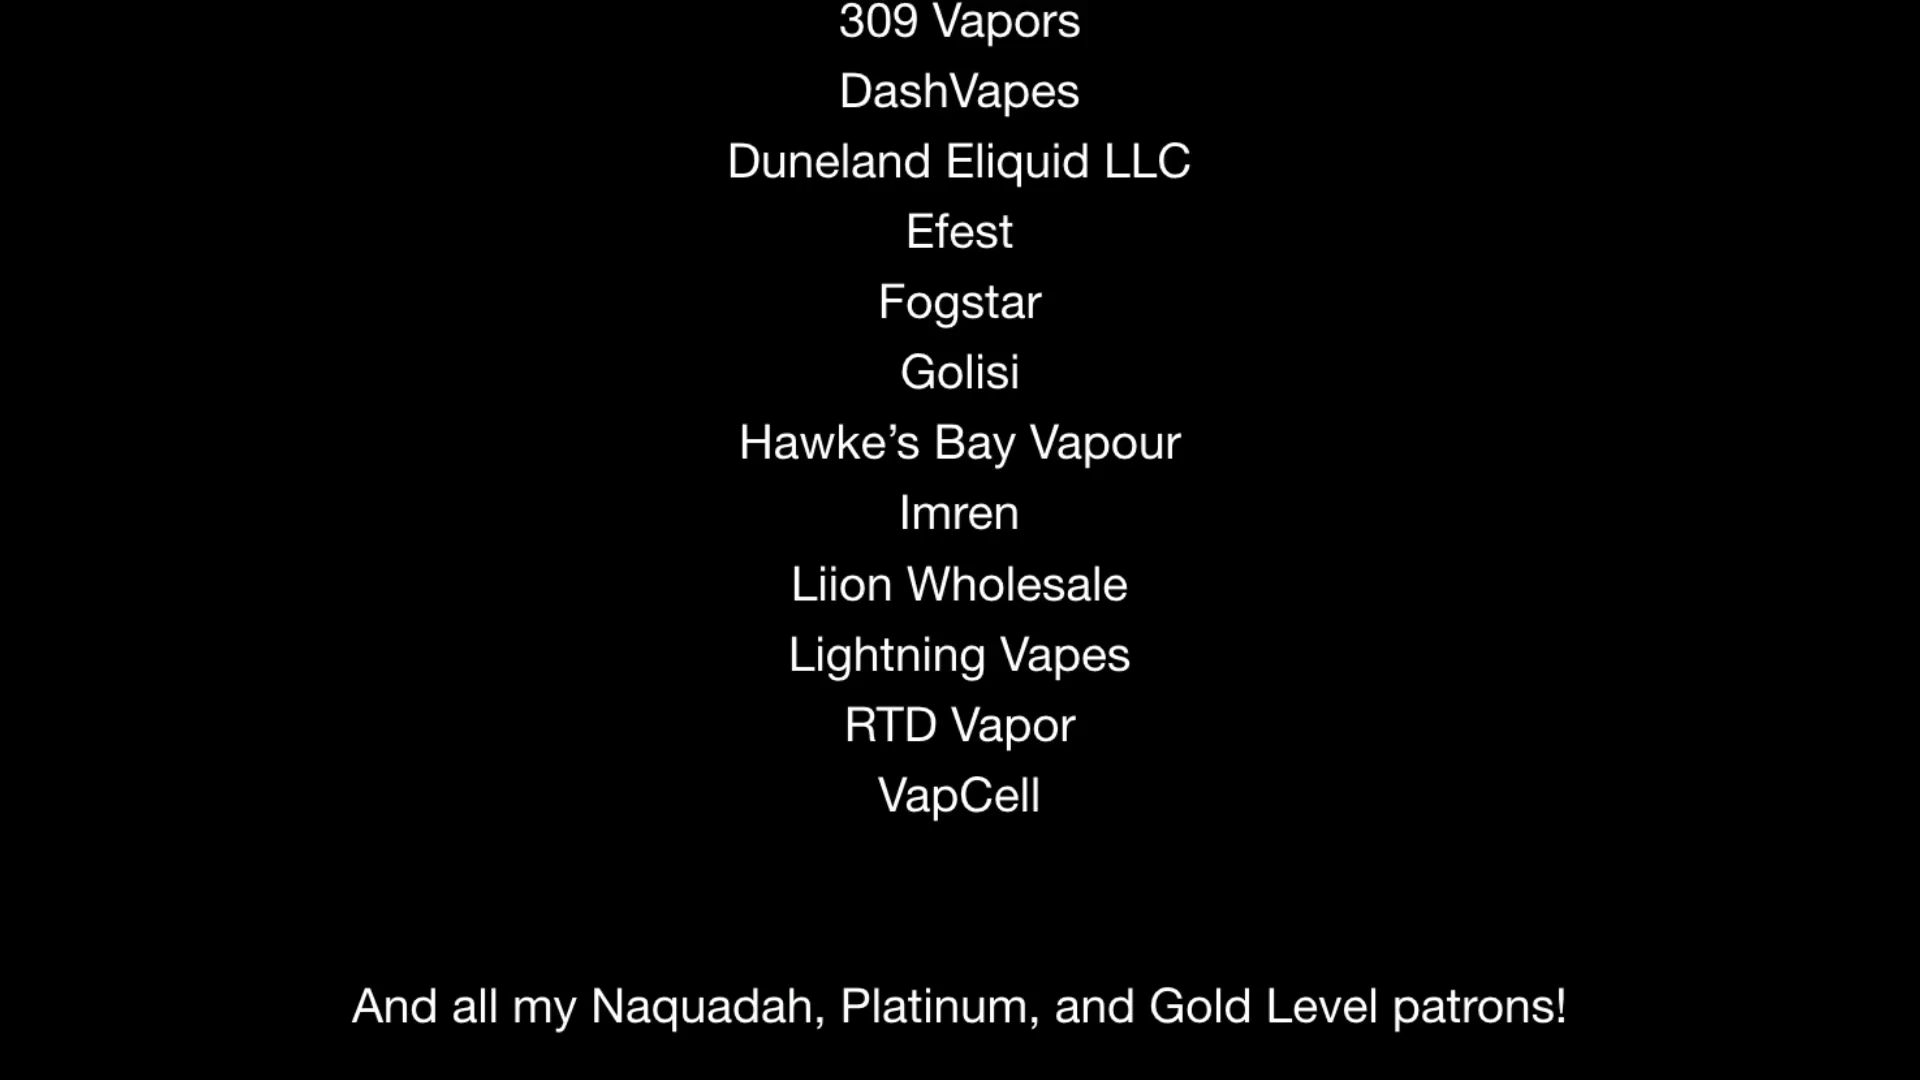 309 Vapors
DashVapes
Duneland Eliquid LLC
Efest
Fogstar
Golisi
Hawke’s Bay Vapour
Imren
Liion Wholesale
Lightning Vapes
RTD Vapor
VapCell
And all my Naquadah, Platinum, and Gold Level patrons!